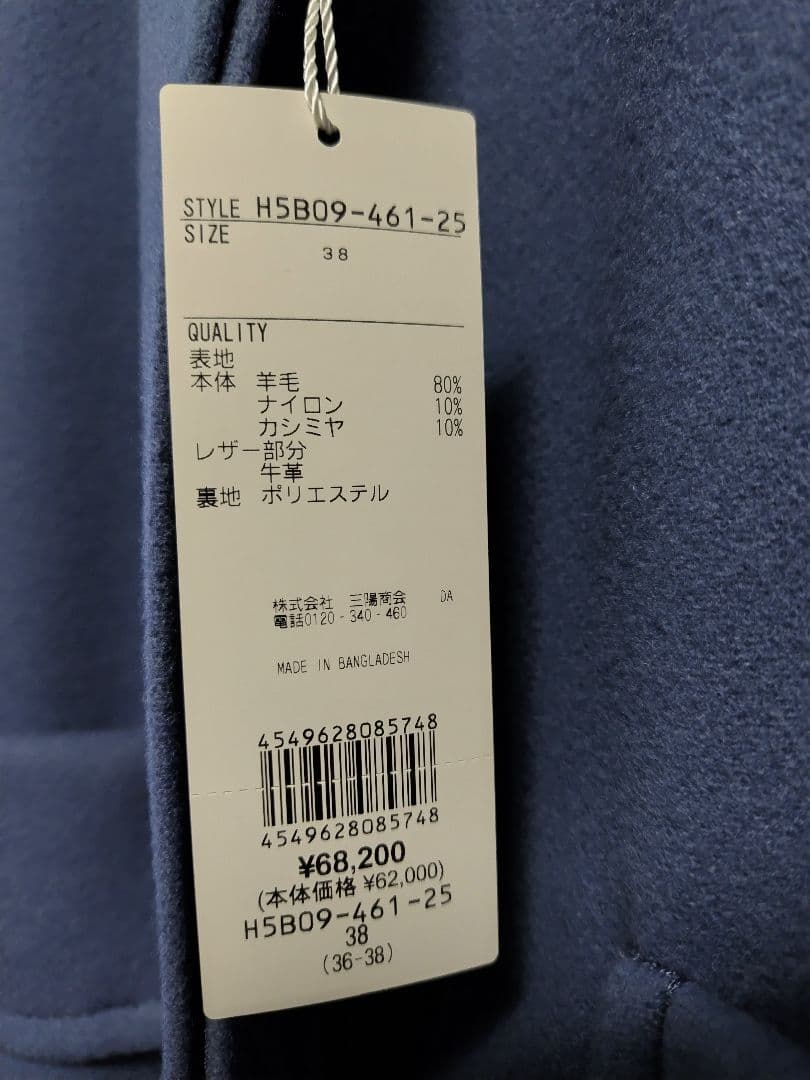 STYLE H5B09-461-25
SIZE
38
QUALITY
表地
本体 羊毛 80%
ナイロン 10%
カシミヤ 10%
レザー部分
牛革
裏地 ポリエステル
株式会社 三陽商会 DA
電話0120-340-460
MADE IN BANGLADESH
4549628085748
4549628085748
¥68,200
(本体価格 ¥62,000)
H5B09-461-25
38
(36-38)